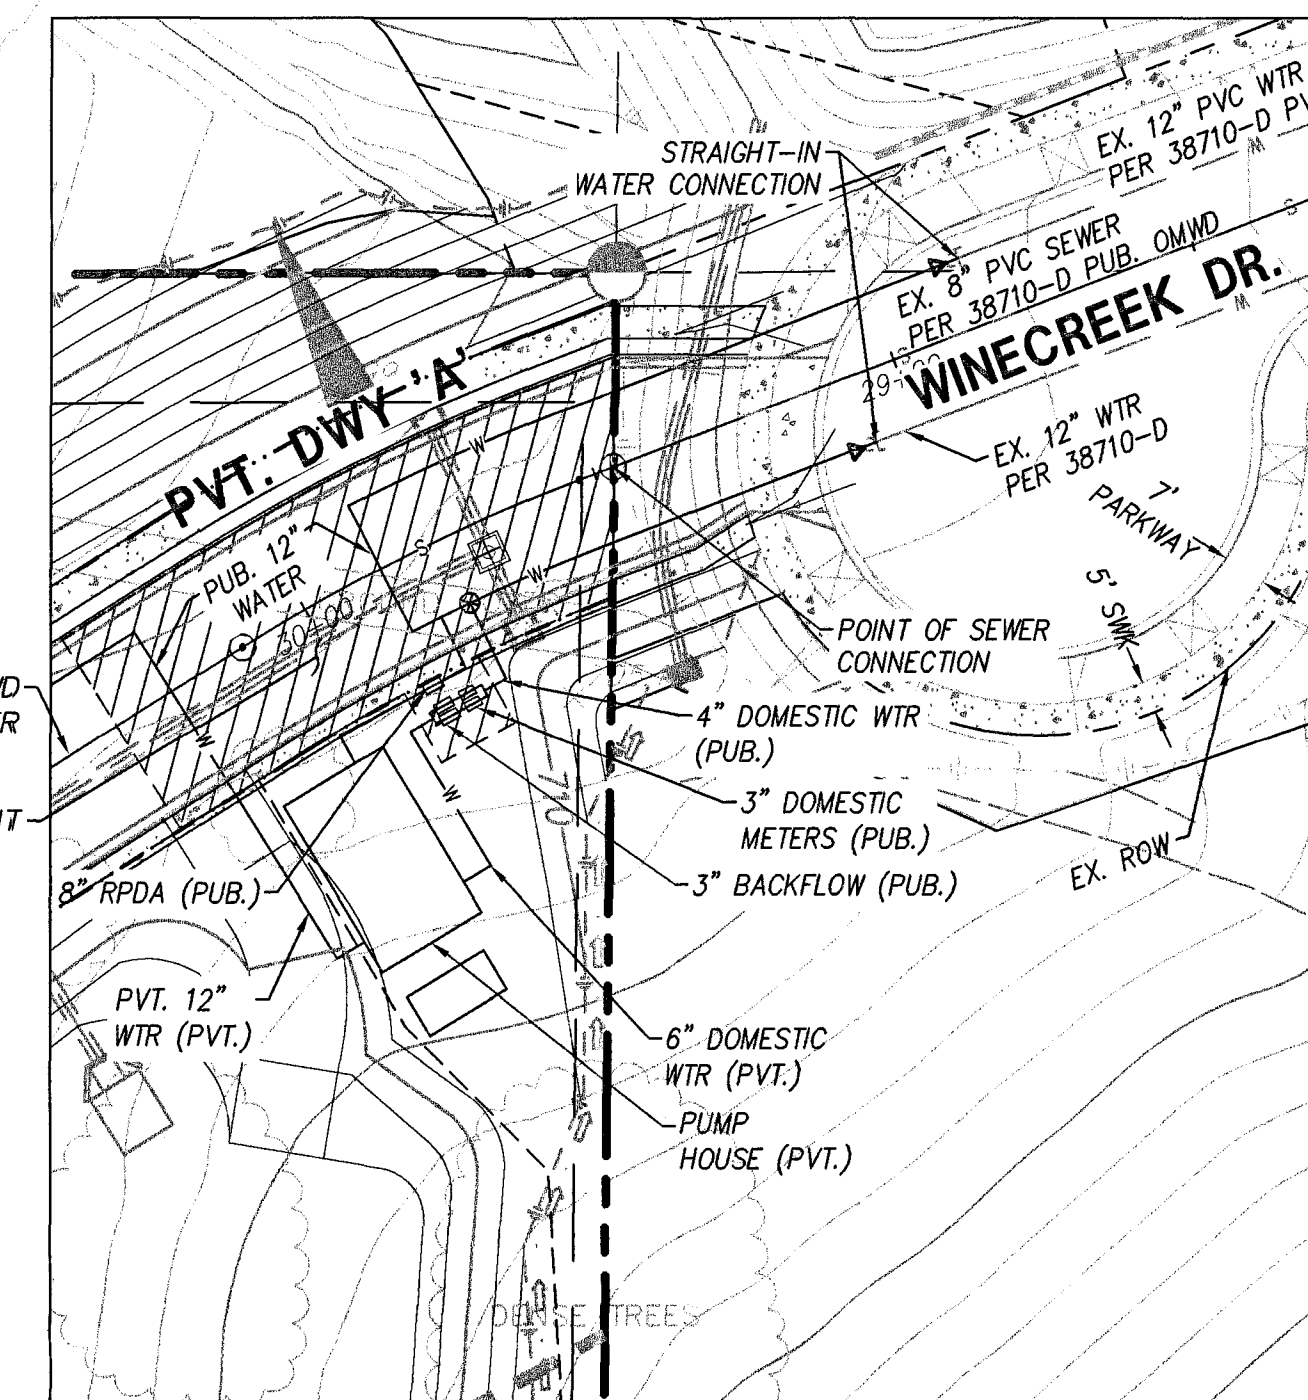 EX. 12" PVC WTR
PER 38710-D PV
STRAIGHT-IN
WATER CONNECTION
EX. 8" PVC SEWER
PER 38710-D PUB. OMWD
WINECREEK DR.
S
W
W
EX. 12" WTR
PER 38710-D
7'
PARKWAY
5' SWK
PVT. DWY 'A'
W
S
W
PUB. 12"
WATER
30+00
POINT OF SEWER
CONNECTION
4" DOMESTIC WTR
(PUB.)
3" DOMESTIC
METERS (PUB.)
3" BACKFLOW (PUB.)
EX. ROW
W
W
710
8" RPDA (PUB.)
PVT. 12"
WTR (PVT.)
6" DOMESTIC
WTR (PVT.)
PUMP
HOUSE (PVT.)
DENSE TREES